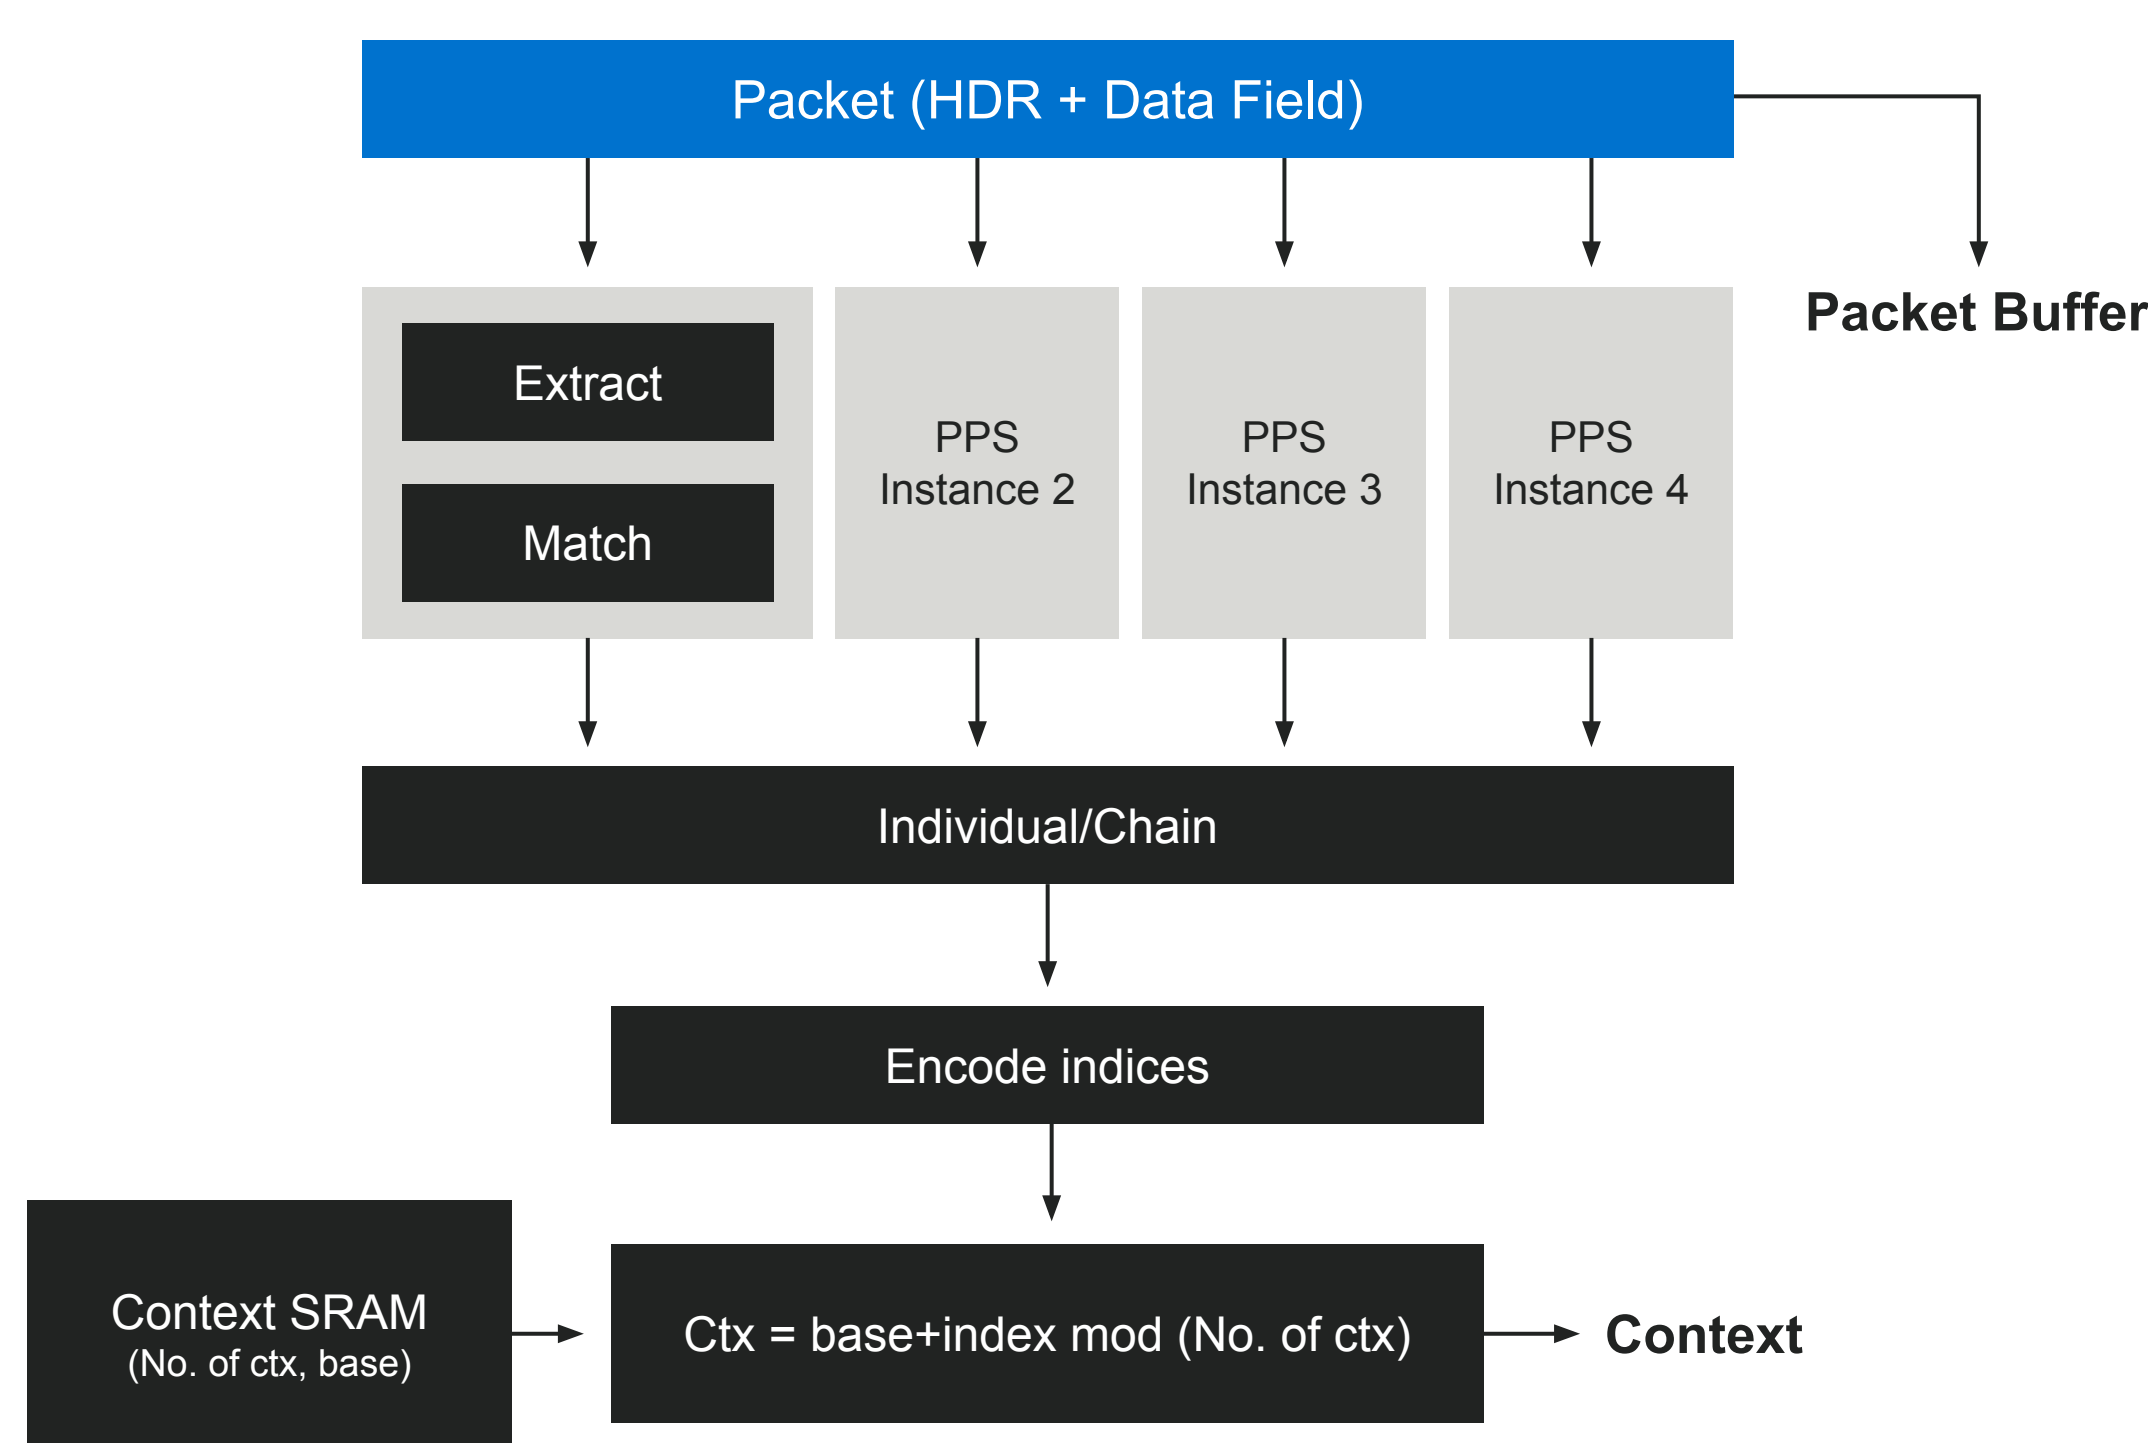 Packet (HDR + Data Field)
Packet Buffer
Extract
Match
PPS
Instance 2
PPS
Instance 3
PPS
Instance 4
Individual/Chain
Encode indices
Context SRAM
(No. of ctx, base)
Ctx = base+index mod (No. of ctx)
Context